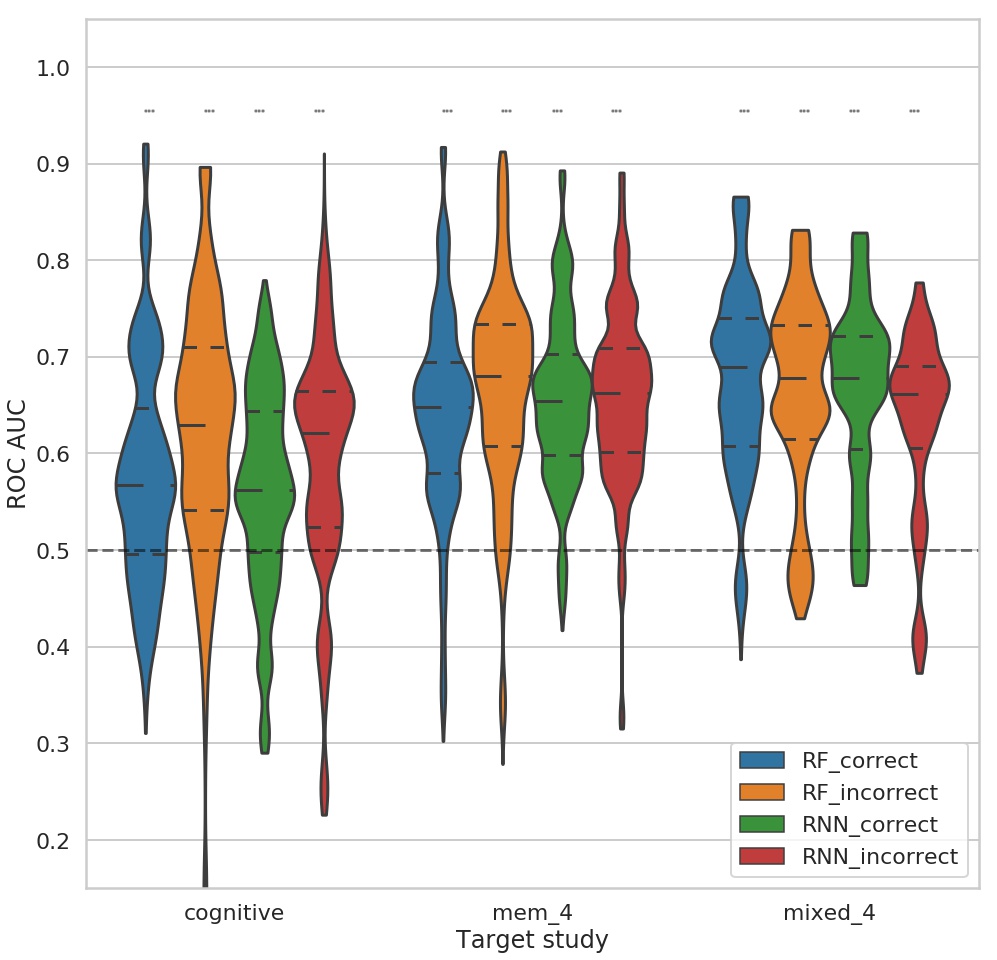 1.0
*** *** *** *** *** *** *** *** *** *** *** ***
0.9
0.8
0.7
0.6
0.5
0.4
0.3
0.2
ROC AUC
RF_correct
RF_incorrect
RNN_correct
RNN_incorrect
cognitive mem_4 mixed_4
Target study